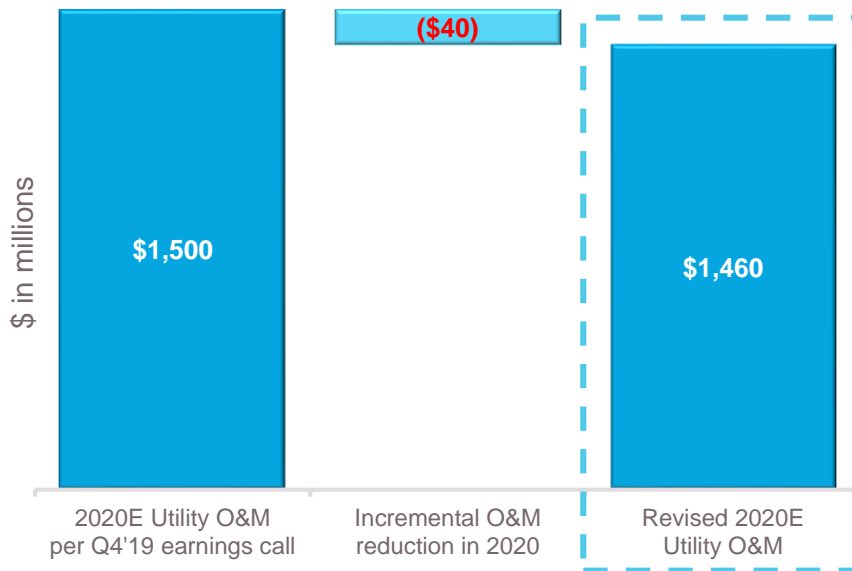 ($40)
$1,500
$1,460
$ in millions
2020E Utility O&M
per Q4'19 earnings call
Incremental O&M
reduction in 2020
Revised 2020E
Utility O&M